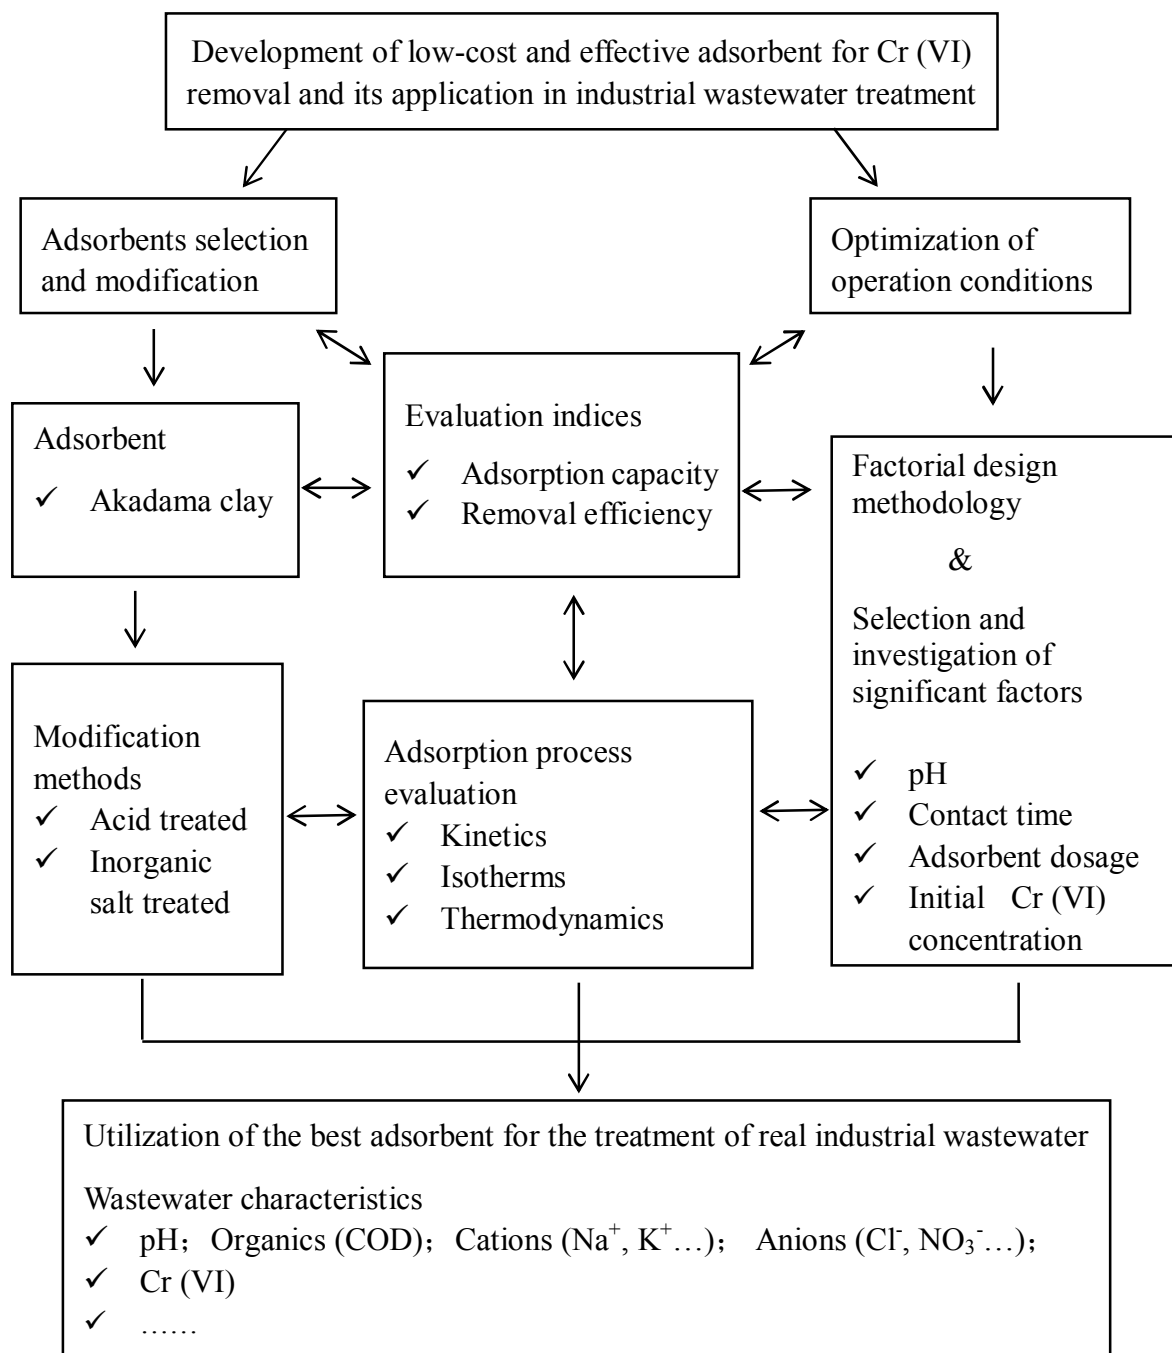 Development of low-cost and effective adsorbent for Cr (VI)
removal and its application in industrial wastewater treatment
Adsorbents selection
and modification
Optimization of
operation conditions
Adsorbent
✓ Akadama clay
Evaluation indices
✓ Adsorption capacity
✓ Removal efficiency
Factorial design
methodology
&
Selection and
investigation of
significant factors
✓ pH
✓ Contact time
✓ Adsorbent dosage
✓ Initial Cr (VI)
concentration
Modification
methods
✓ Acid treated
✓ Inorganic
salt treated
Adsorption process
evaluation
✓ Kinetics
✓ Isotherms
✓ Thermodynamics
Utilization of the best adsorbent for the treatment of real industrial wastewater
Wastewater characteristics
✓ pH; Organics (COD); Cations (Na⁺, K⁺…); Anions (Cl⁻, NO₃⁻…);
✓ Cr (VI)
✓ ……